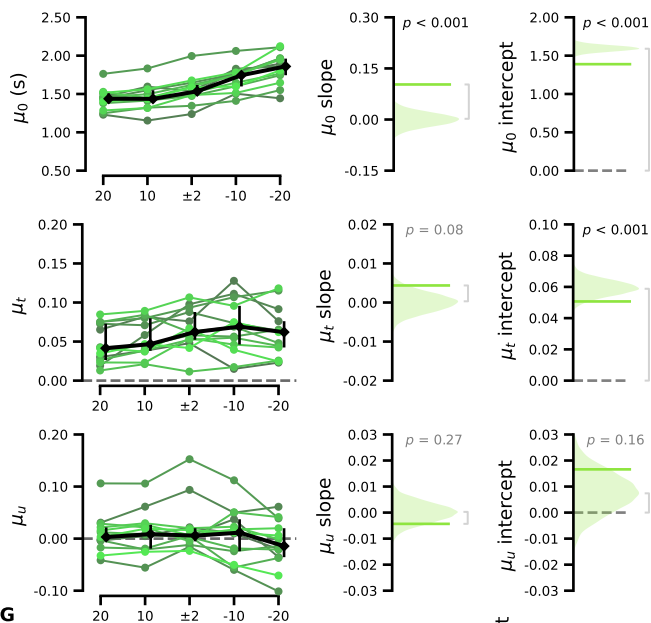 2.50
2.00
1.50
1.00
0.50
μ0 (s)
20 10 ±2 -10 -20
0.30
0.15
0.00
-0.15
μ0 slope
p < 0.001
2.00
1.50
1.00
0.50
0.00
μ0 intercept
p < 0.001
0.20
0.15
0.10
0.05
0.00
μt
20 10 ±2 -10 -20
0.02
0.01
0.00
-0.01
-0.02
μt slope
p = 0.08
0.10
0.08
0.06
0.04
0.02
0.00
μt intercept
p < 0.001
0.20
0.10
0.00
-0.10
μu
20 10 ±2 -10 -20
0.03
0.02
0.01
0.00
-0.01
-0.02
-0.03
μu slope
p = 0.27
0.03
0.02
0.01
0.00
-0.01
-0.02
-0.03
μu intercept
p = 0.16
G
t